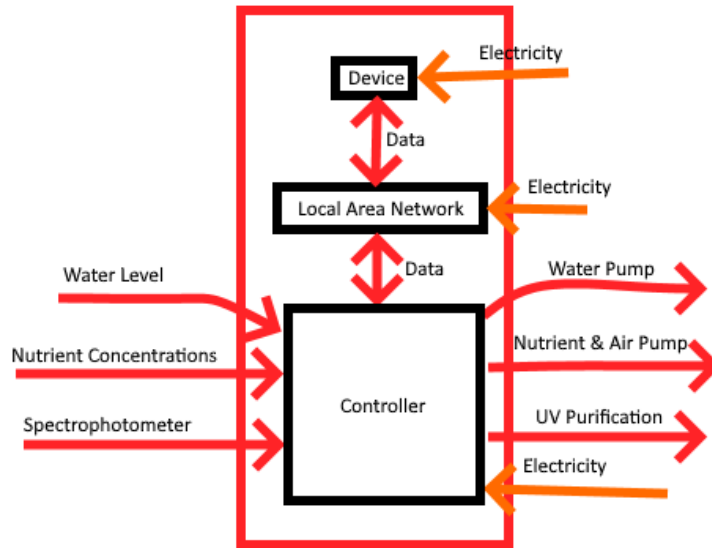 Electricity
Device
Data
Electricity
Local Area Network
Data
Water Level
Water Pump
Nutrient Concentrations
Nutrient & Air Pump
Controller
Spectrophotometer
UV Purification
Electricity